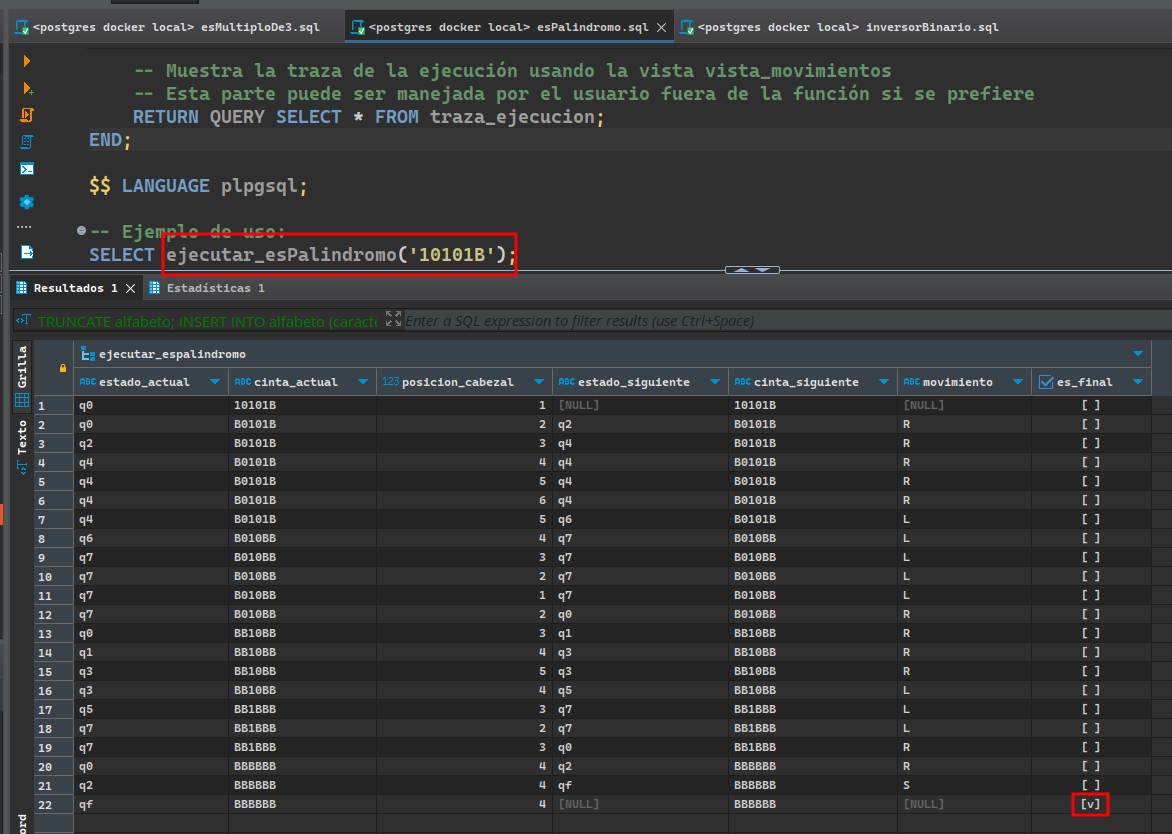 <postgres docker local> esMultiploDe3.sql <postgres docker local> esPalindromo.sql <postgres docker local> inversorBinario.sql
-- Muestra la traza de la ejecución usando la vista vista_movimientos
-- Esta parte puede ser manejada por el usuario fuera de la función si se prefiere
RETURN QUERY SELECT * FROM traza_ejecucion;
END;
$$ LANGUAGE plpgsql;
-- Ejemplo de uso:
SELECT ejecutar_esPalindromo('10101B');
Resultados 1 Estadísticas 1
TRUNCATE alfabeto; INSERT INTO alfabeto (caracte Enter a SQL expression to filter results (use Ctrl+Space)
Grilla
Texto
ord
ejecutar_espalindromo
ABC estado_actual ABC cinta_actual 123 posicion_cabezal ABC estado_siguiente ABC cinta_siguiente ABC movimiento es_final
1 q0 10101B 1 [NULL] 10101B [NULL] [ ]
2 q0 B0101B 2 q2 B0101B R [ ]
3 q2 B0101B 3 q4 B0101B R [ ]
4 q4 B0101B 4 q4 B0101B R [ ]
5 q4 B0101B 5 q4 B0101B R [ ]
6 q4 B0101B 6 q4 B0101B R [ ]
7 q4 B0101B 5 q6 B0101B L [ ]
8 q6 B010BB 4 q7 B010BB L [ ]
9 q7 B010BB 3 q7 B010BB L [ ]
10 q7 B010BB 2 q7 B010BB L [ ]
11 q7 B010BB 1 q7 B010BB L [ ]
12 q7 B010BB 2 q0 B010BB R [ ]
13 q0 BB10BB 3 q1 BB10BB R [ ]
14 q1 BB10BB 4 q3 BB10BB R [ ]
15 q3 BB10BB 5 q3 BB10BB R [ ]
16 q3 BB10BB 4 q5 BB10BB L [ ]
17 q5 BB1BBB 3 q7 BB1BBB L [ ]
18 q7 BB1BBB 2 q7 BB1BBB L [ ]
19 q7 BB1BBB 3 q0 BB1BBB R [ ]
20 q0 BBBBBB 4 q2 BBBBBB R [ ]
21 q2 BBBBBB 4 qf BBBBBB S [ ]
22 qf BBBBBB 4 [NULL] BBBBBB [NULL] [v]